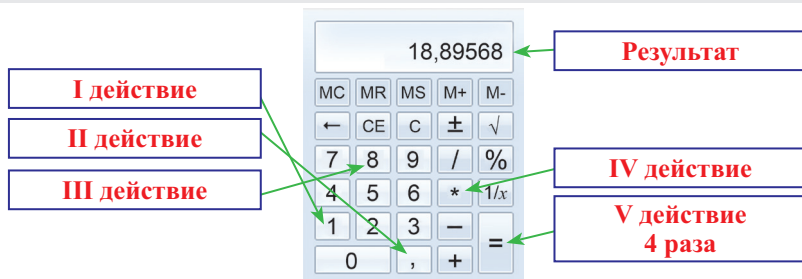 18,89568
Результат
MC MR MS M+ M-
I действие
← CE C ± √
II действие
7 8 9 / %
III действие
IV действие
4 5 6 * 1/x
V действие
4 раза
1 2 3 – =
0 , +